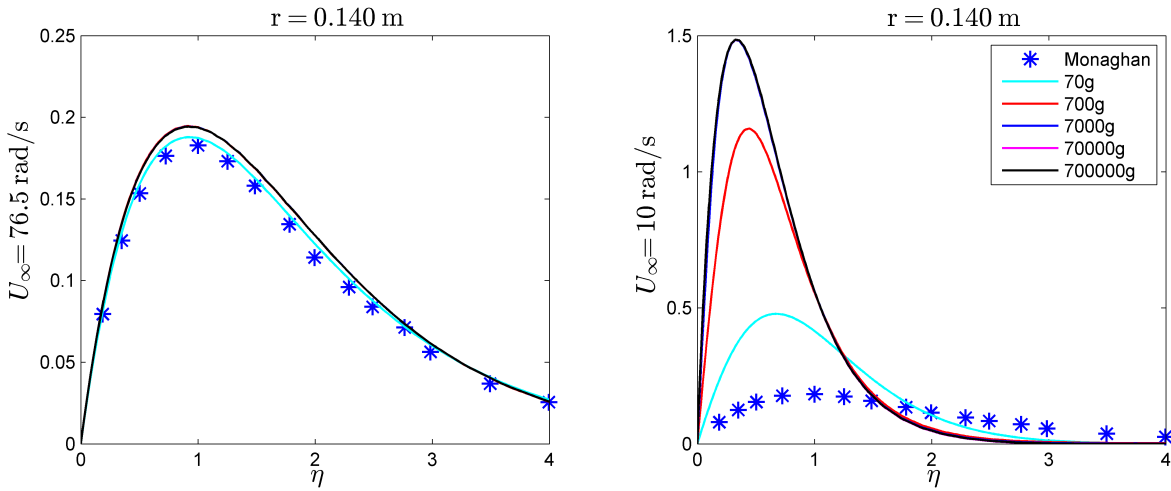 r = 0.140 m
0.25
0.2
0.15
0.1
0.05
0
U∞= 76.5 rad/s
0 1 2 3 4
η
r = 0.140 m
1.5
1
0.5
0
U∞= 10 rad/s
Monaghan
70g
700g
7000g
70000g
700000g
0 1 2 3 4
η